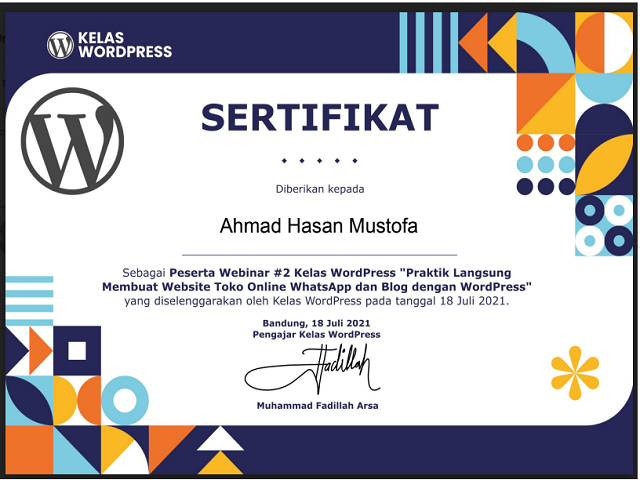 KELAS
WORDPRESS
SERTIFIKAT
Diberikan kepada
Ahmad Hasan Mustofa
Sebagai Peserta Webinar #2 Kelas WordPress "Praktik Langsung
Membuat Website Toko Online WhatsApp dan Blog dengan WordPress"
yang diselenggarakan oleh Kelas WordPress pada tanggal 18 Juli 2021.
Bandung, 18 Juli 2021
Pengajar Kelas WordPress
Fadillah
Muhammad Fadillah Arsa